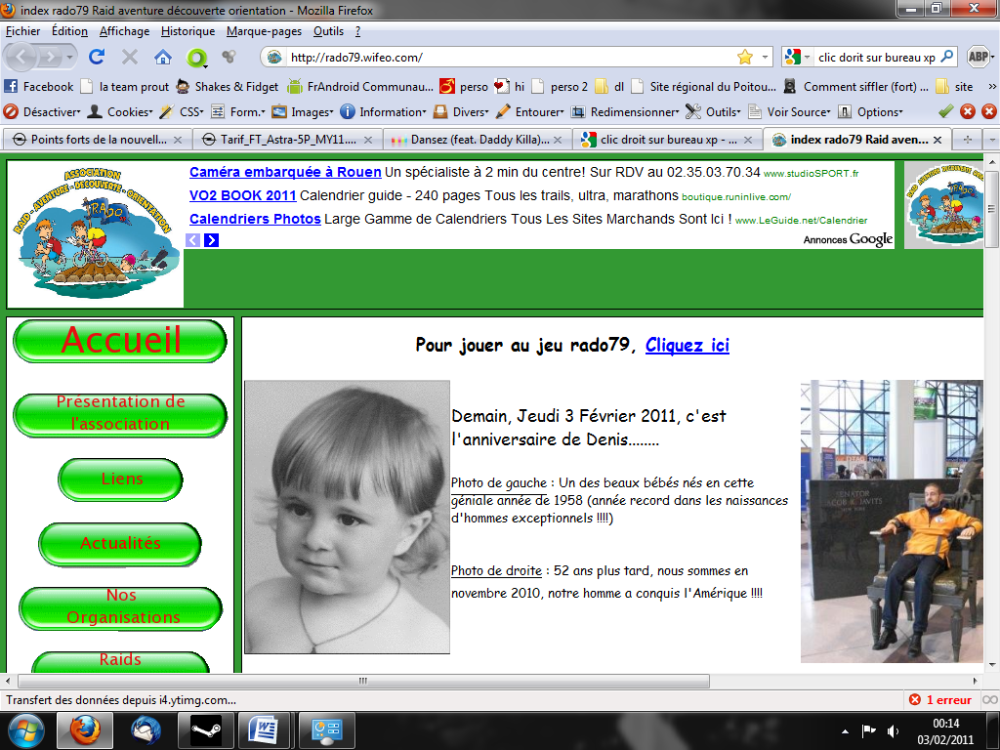 index rado79 Raid aventure découverte orientation - Mozilla Firefox
Fichier Édition Affichage Historique Marque-pages Outils ?
http://rado79.wifeo.com/
clic dorit sur bureau xp
ABP
Facebook la team prout Shakes & Fidget FrAndroid Communau... perso hi perso 2 dl Site régional du Poitou... Comment siffler (fort) ... site »
Désactiver Cookies CSS Form. Images Information Divers Entourer Redimensionner Outils Voir Source Options
Points forts de la nouvell... Tarif_FT_Astra-5P_MY11.... Dansez (feat. Daddy Killa)... clic droit sur bureau xp - ... index rado79 Raid aven...
ASSOCIATION
RAID - AVENTURE - DECOUVERTE - ORIENTATION
RADO
Caméra embarquée à Rouen Un spécialiste à 2 min du centre! Sur RDV au 02.35.03.70.34 www.studioSPORT.fr
VO2 BOOK 2011 Calendrier guide - 240 pages Tous les trails, ultra, marathons boutique.runinlive.com/
Calendriers Photos Large Gamme de Calendriers Tous Les Sites Marchands Sont Ici ! www.LeGuide.net/Calendrier
Annonces Google
Accueil
Présentation de
l'association
Liens
Actualités
Nos
Organisations
Raids
Pour jouer au jeu rado79, Cliquez ici
Demain, Jeudi 3 Février 2011, c'est
l'anniversaire de Denis........
Photo de gauche : Un des beaux bébés nés en cette
géniale année de 1958 (année record dans les naissances
d'hommes exceptionnels !!!!)
Photo de droite : 52 ans plus tard, nous sommes en
novembre 2010, notre homme a conquis l'Amérique !!!!
SENATOR
JACOB K. JAVITS
NEW YORK
Transfert des données depuis i4.ytimg.com...
1 erreur
00:14
03/02/2011